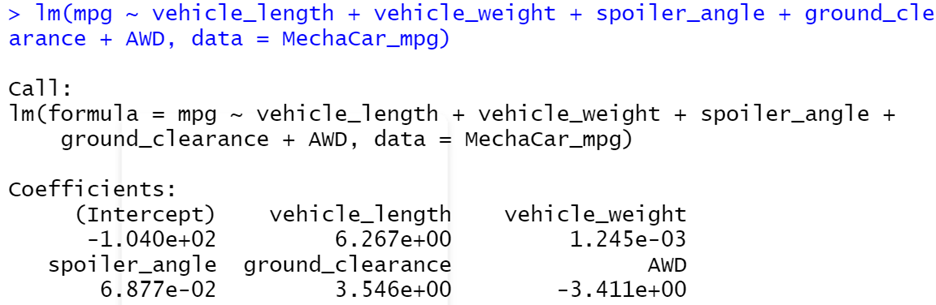 > lm(mpg ~ vehicle_length + vehicle_weight + spoiler_angle + ground_cle
arance + AWD, data = MechaCar_mpg)
Call:
lm(formula = mpg ~ vehicle_length + vehicle_weight + spoiler_angle +
ground_clearance + AWD, data = MechaCar_mpg)
Coefficients:
(Intercept) vehicle_length vehicle_weight
-1.040e+02 6.267e+00 1.245e-03
spoiler_angle ground_clearance AWD
6.877e-02 3.546e+00 -3.411e+00